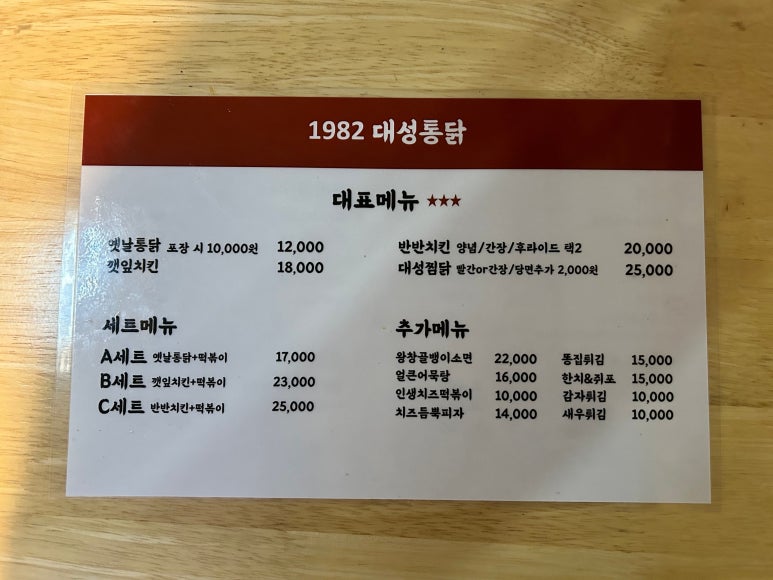 1982 대성통닭
대표메뉴 ★★★
옛날통닭 포장 시 10,000원 12,000
깻잎치킨 18,000
반반치킨 양념/간장/후라이드 택2 20,000
대성찜닭 빨간or간장/당면추가 2,000원 25,000
세트메뉴
A세트 옛날통닭+떡볶이 17,000
B세트 깻잎치킨+떡볶이 23,000
C세트 반반치킨+떡볶이 25,000
추가메뉴
왕창골뱅이소면 22,000
얼큰어묵탕 16,000
인생치즈떡볶이 10,000
치즈듬뿍피자 14,000
똥집튀김 15,000
한치&쥐포 15,000
감자튀김 10,000
새우튀김 10,000